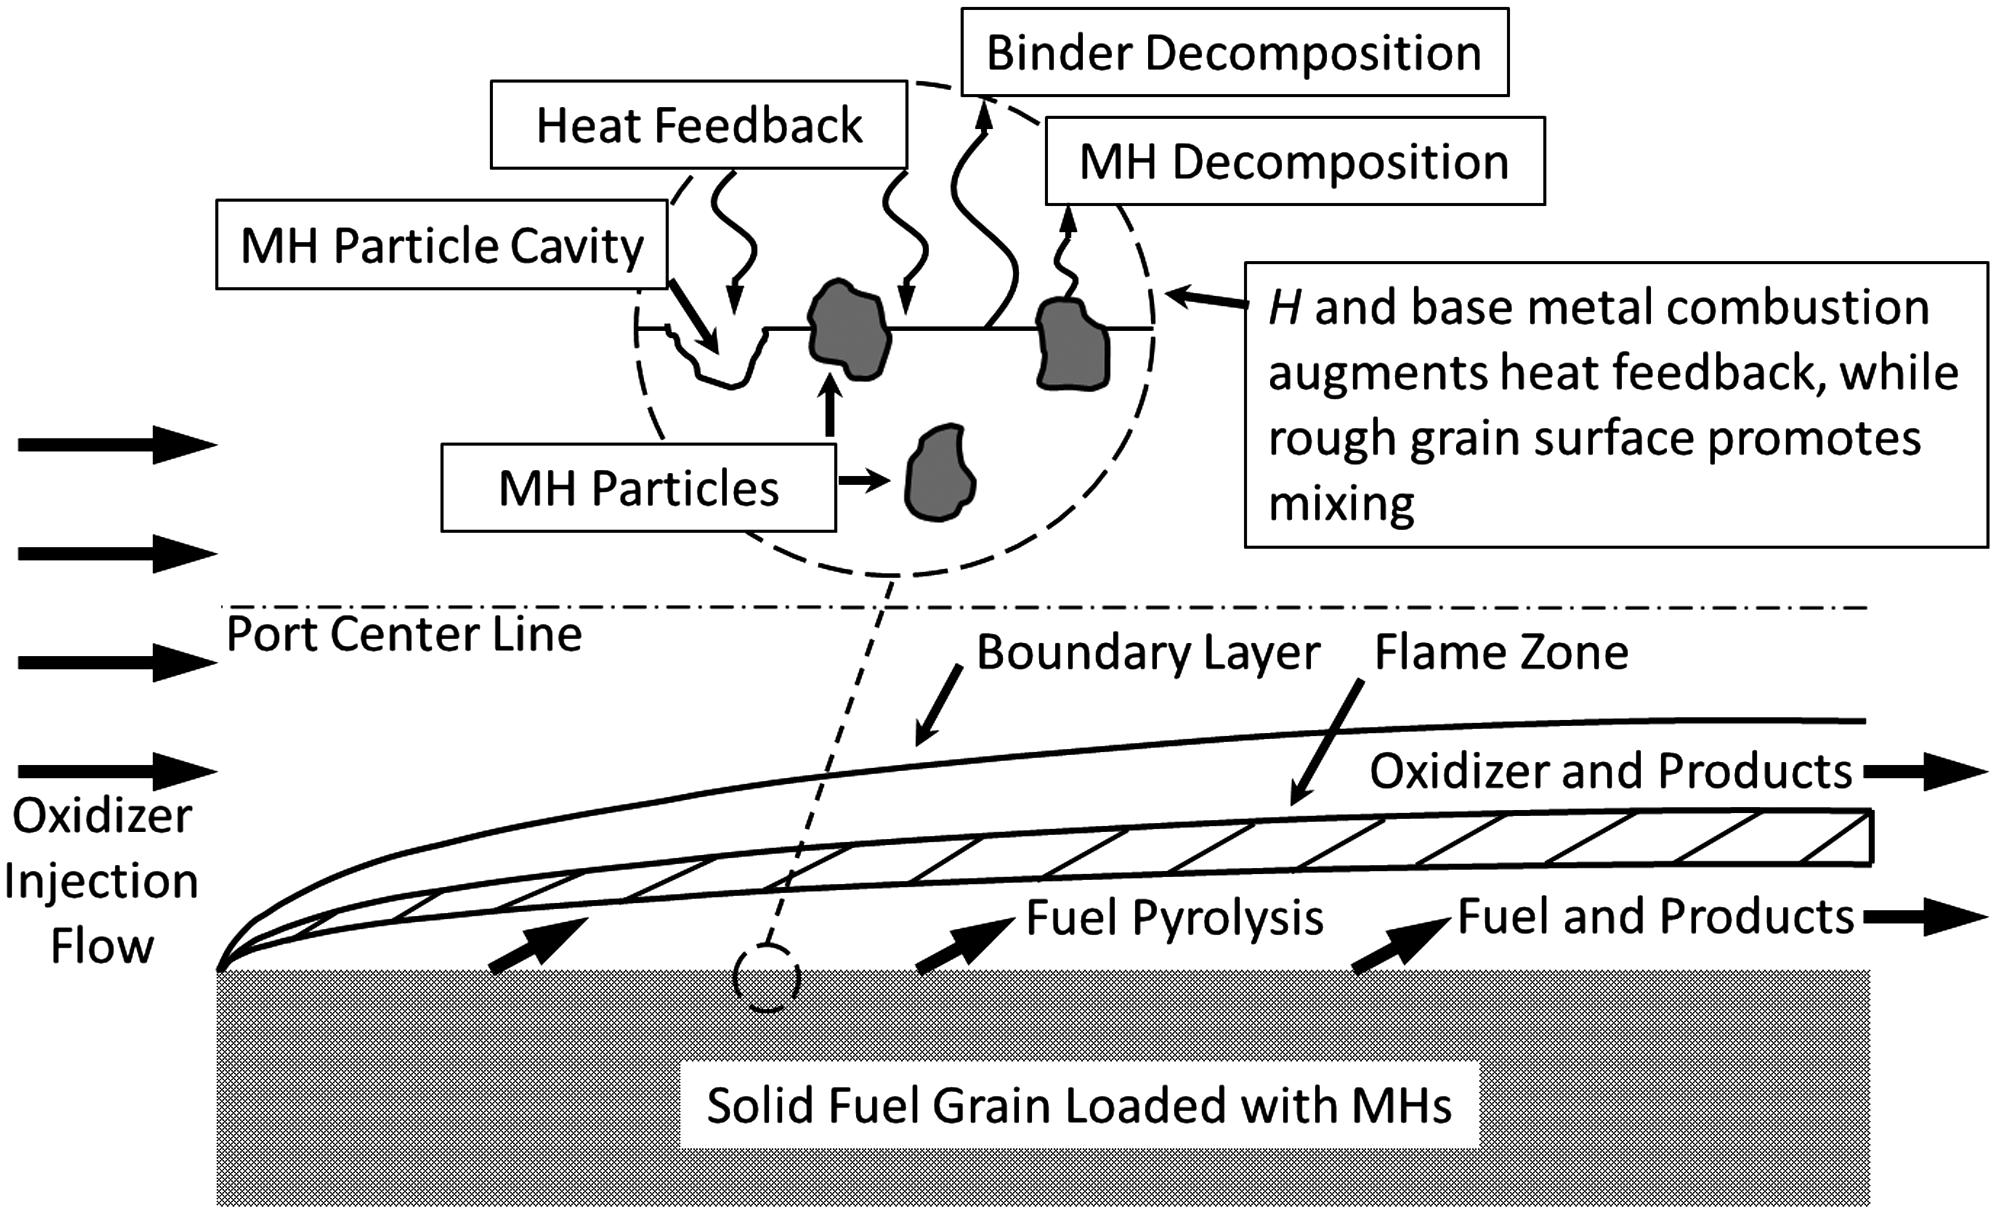 Binder Decomposition
Heat Feedback
MH Decomposition
MH Particle Cavity
H and base metal combustion
augments heat feedback, while
rough grain surface promotes
mixing
MH Particles
Port Center Line
Boundary Layer
Flame Zone
Oxidizer and Products
Oxidizer
Injection
Flow
Fuel Pyrolysis
Fuel and Products
Solid Fuel Grain Loaded with MHs